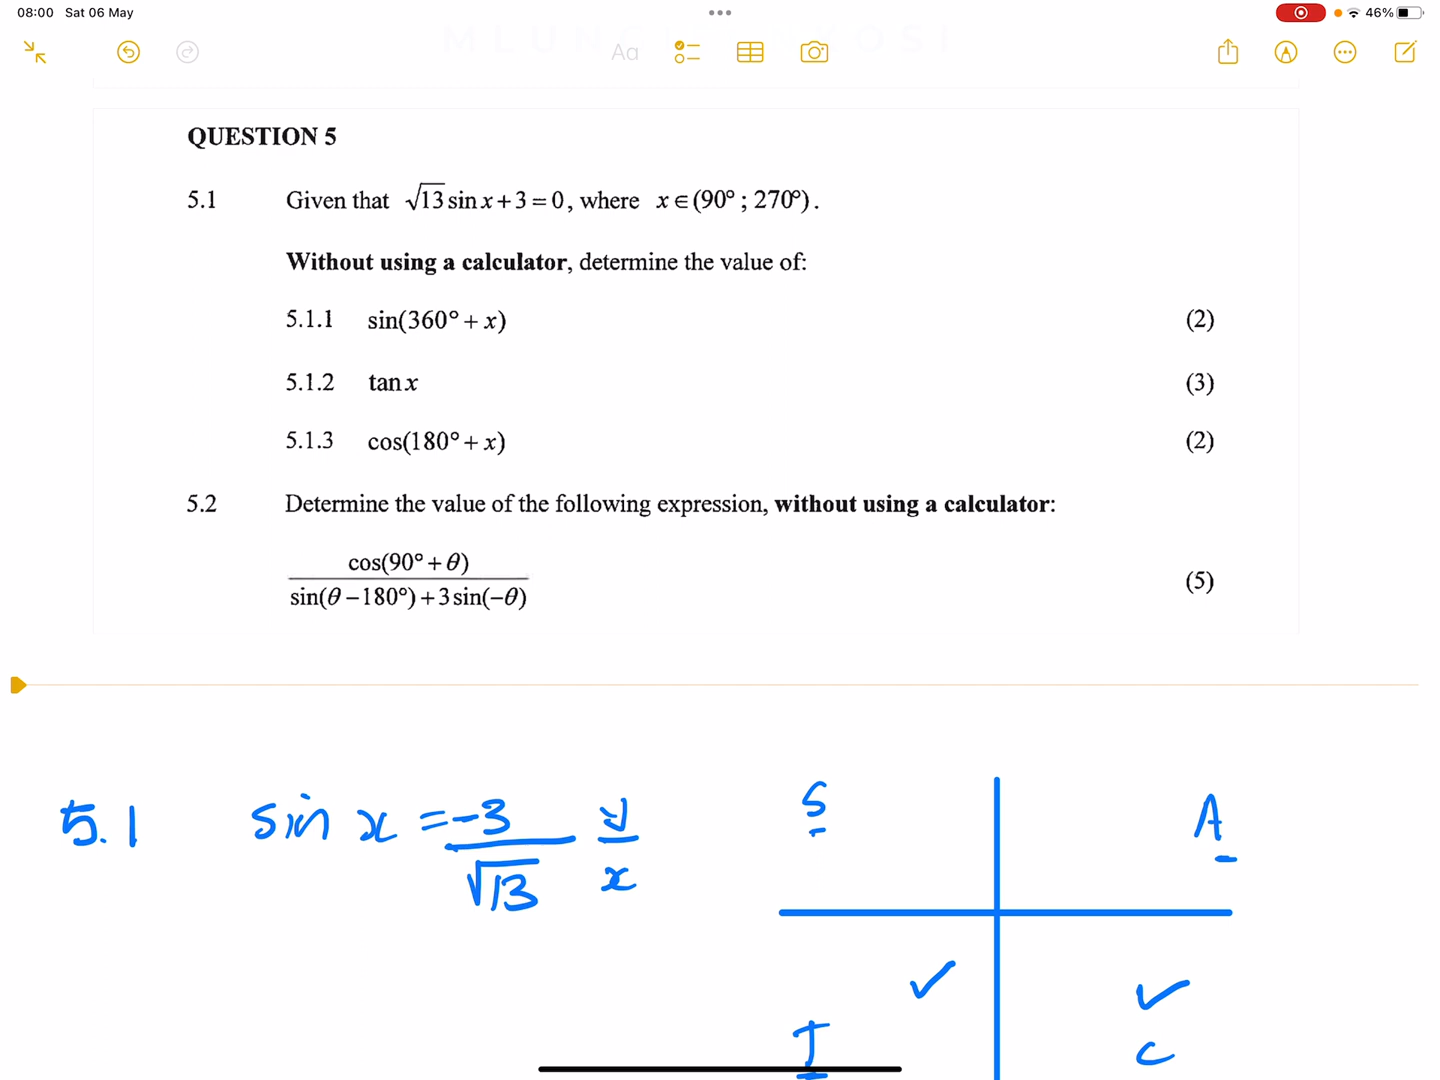 08:00 Sat 06 May
46%
Aa
QUESTION 5
5.1 Given that √13 sin x + 3 = 0, where x ∈ (90° ; 270°).
Without using a calculator, determine the value of:
5.1.1 sin(360° + x) (2)
5.1.2 tan x (3)
5.1.3 cos(180° + x) (2)
5.2 Determine the value of the following expression, without using a calculator:
cos(90° + θ)
sin(θ − 180°) + 3 sin(−θ) (5)
5.1 sin x = -3 y
√13 x
S
A
T
C